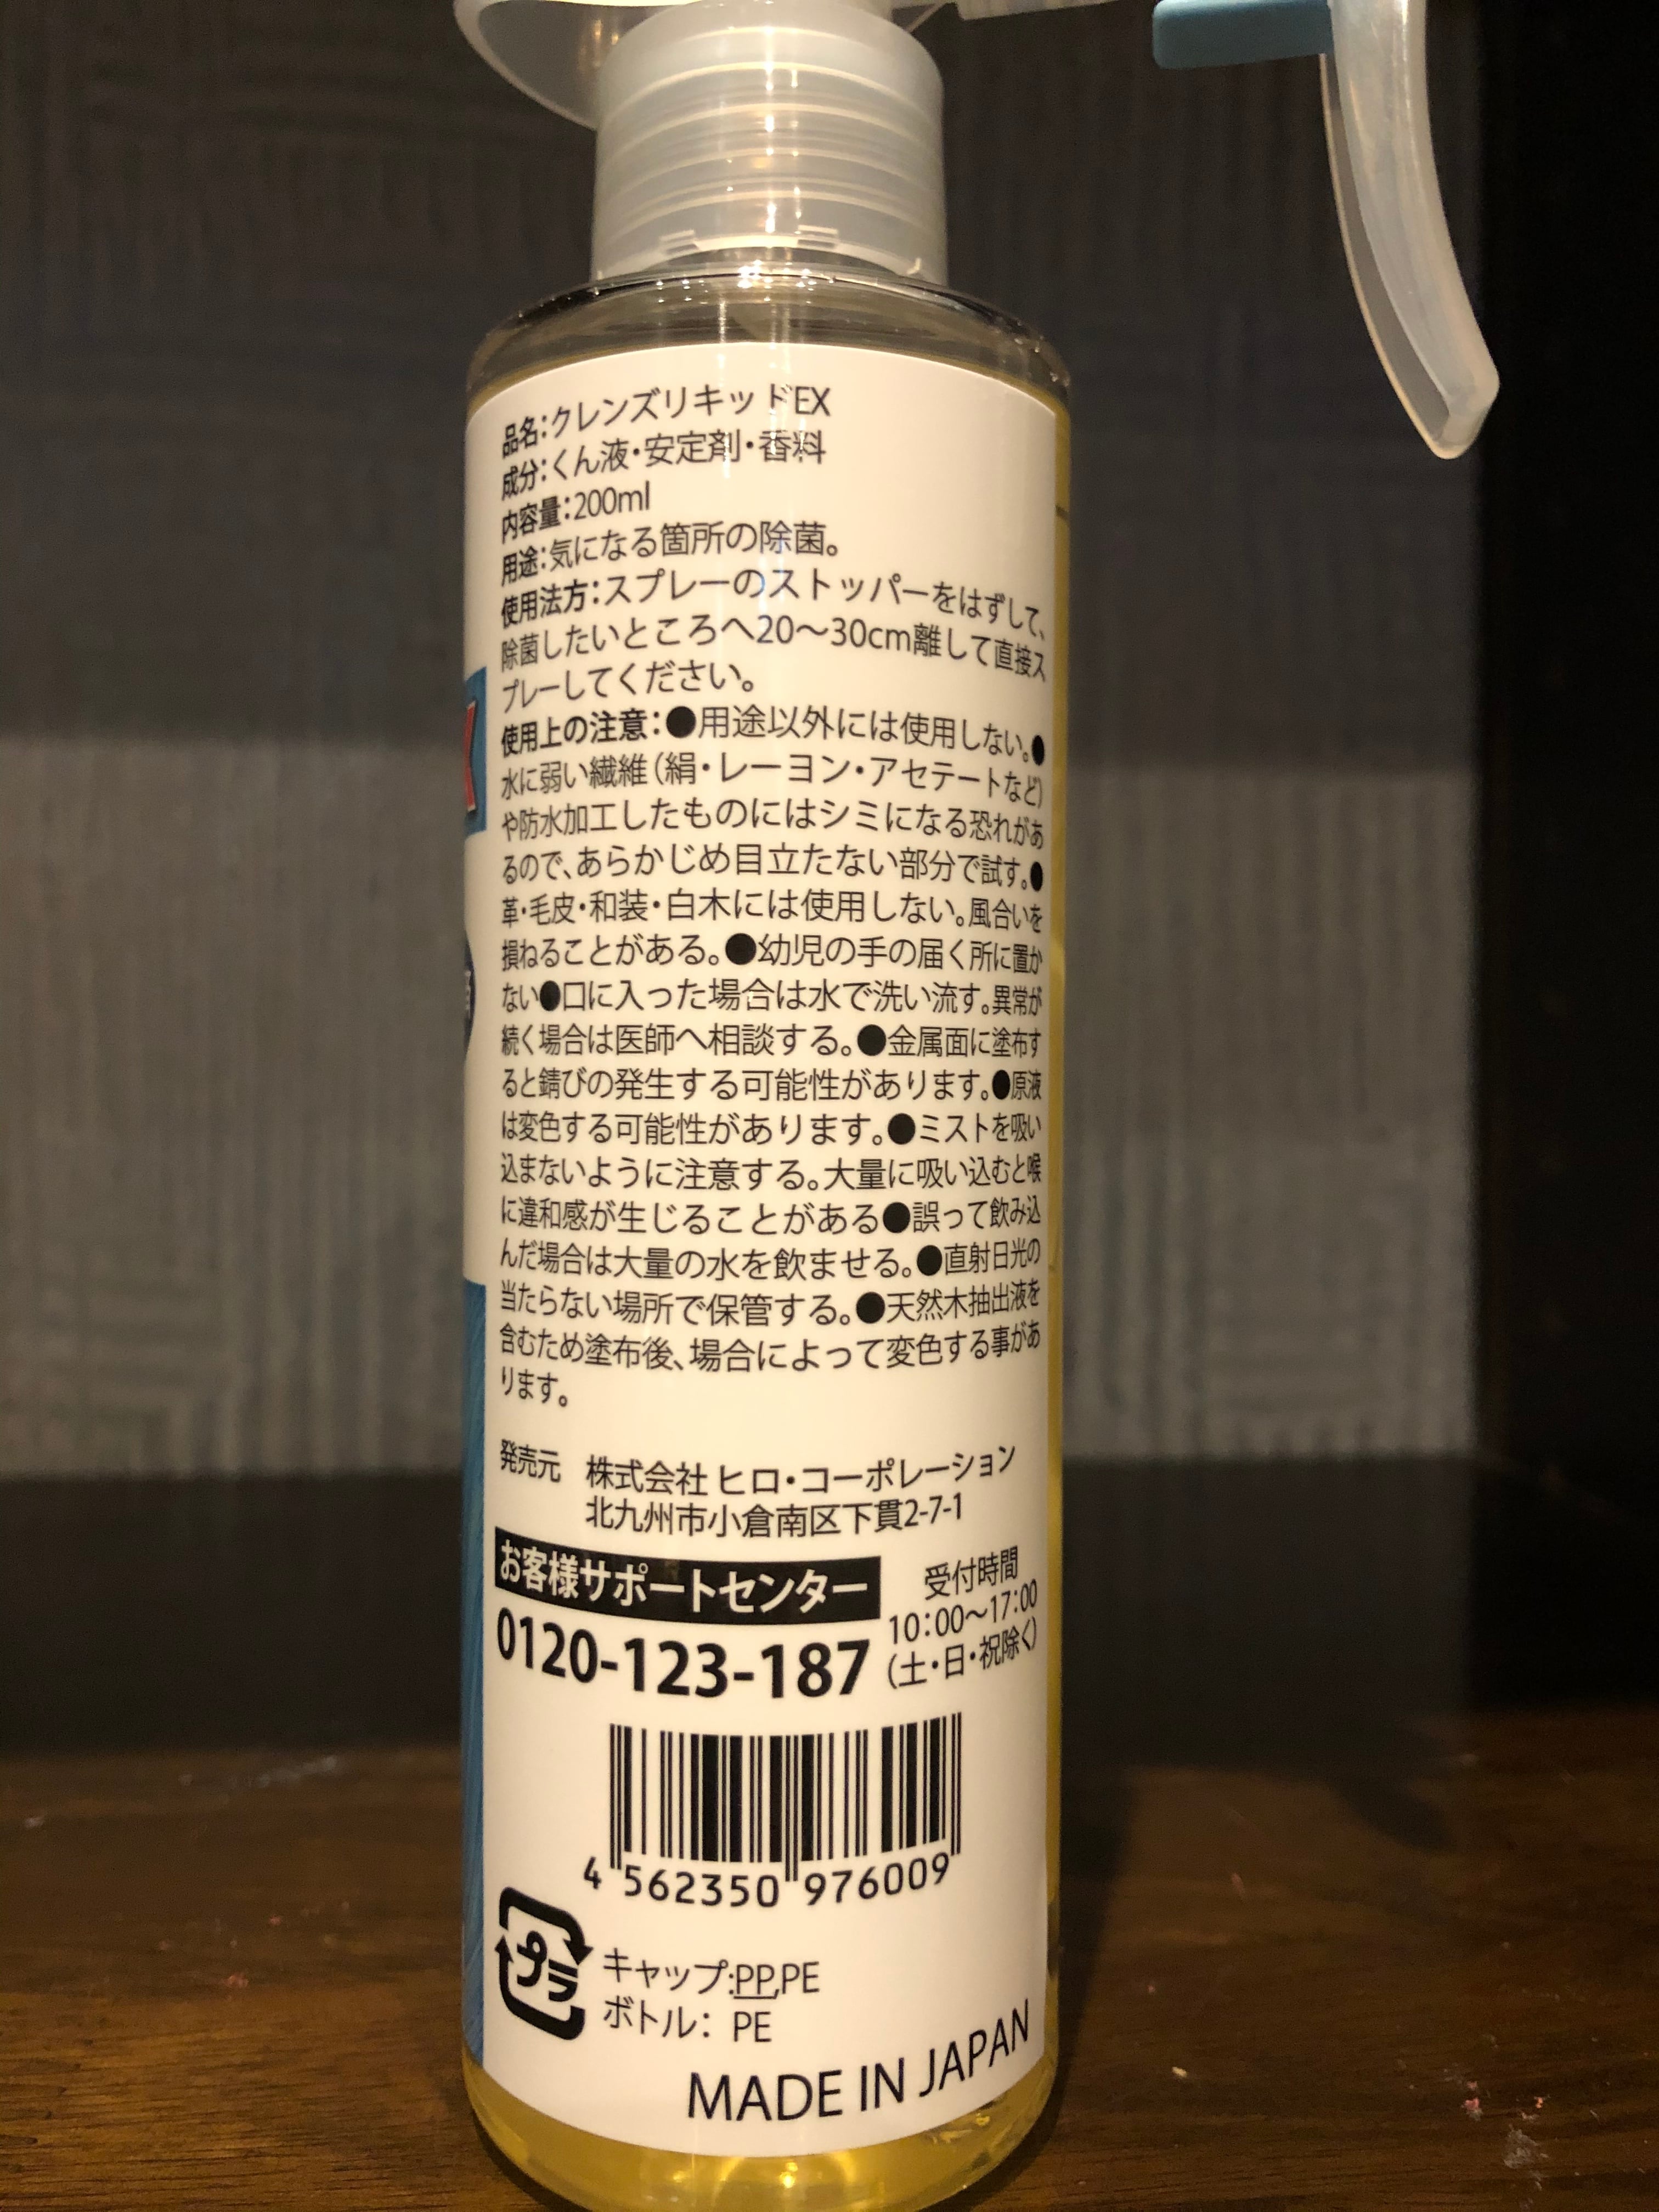 品名：クレンズリキッドEX
成分：くん液・安定剤・香料
内容量：200ml
用途：気になる箇所の除菌。
使用法方：スプレーのストッパーをはずして、
除菌したいところへ20〜30cm離して直接ス
プレーしてください。
使用上の注意：●用途以外には使用しない。●
水に弱い繊維（絹・レーヨン・アセテートなど）
や防水加工したものにはシミになる恐れがあ
るので、あらかじめ目立たない部分で試す。●
革・毛皮・和装・白木には使用しない。風合いを
損ねることがある。●幼児の手の届く所に置か
ない●口に入った場合は水で洗い流す。異常が
続く場合は医師へ相談する。●金属面に塗布す
ると錆びの発生する可能性があります。●原液
は変色する可能性があります。●ミストを吸い
込まないように注意する。大量に吸い込むと喉
に違和感が生じることがある●誤って飲み込
んだ場合は大量の水を飲ませる。●直射日光の
当たらない場所で保管する。●天然木抽出液を
含むため塗布後、場合によって変色する事があ
ります。
発売元 株式会社 ヒロ・コーポレーション
北九州市小倉南区下貫2-7-1
お客様サポートセンター
0120-123-187
受付時間
10：00〜17：00
（土・日・祝除く）
4 562350 976009
プラ
キャップ：PP,PE
ボトル： PE
MADE IN JAPAN